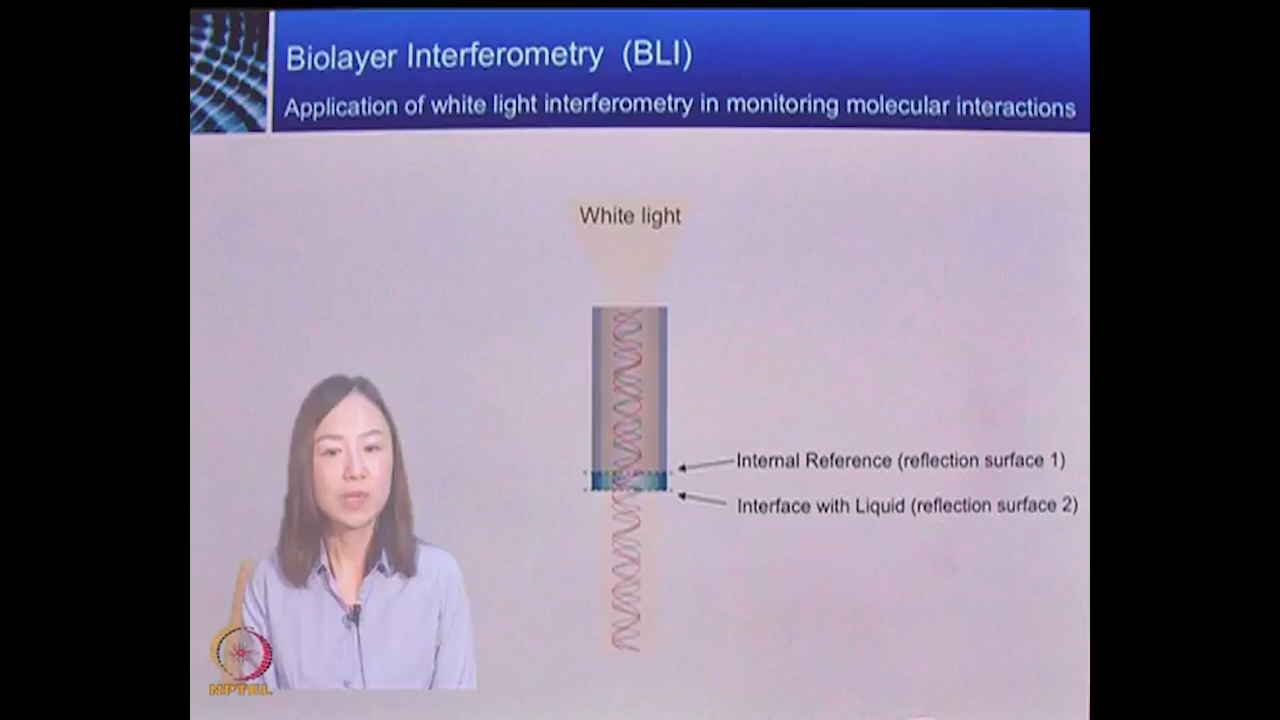 Biolayer Interferometry (BLI)
Application of white light interferometry in monitoring molecular interactions
White light
Internal Reference (reflection surface 1)
Interface with Liquid (reflection surface 2)
NPTEL